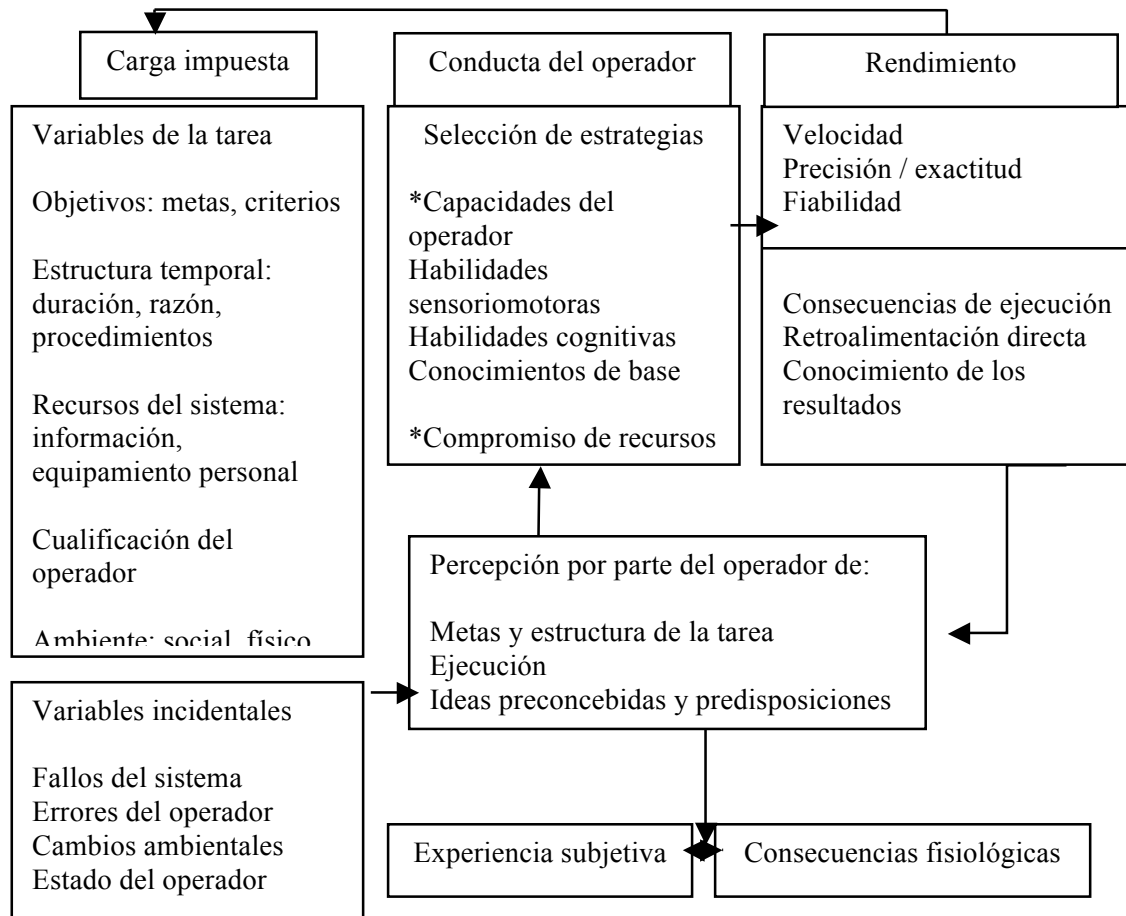 Carga impuesta
Variables de la tarea
Objetivos: metas, criterios
Estructura temporal:
duración, razón,
procedimientos
Recursos del sistema:
información,
equipamiento personal
Cualificación del
operador
Ambiente: social, físico
Variables incidentales
Fallos del sistema
Errores del operador
Cambios ambientales
Estado del operador
Conducta del operador
Selección de estrategias
*Capacidades del
operador
Habilidades
sensoriomotoras
Habilidades cognitivas
Conocimientos de base
*Compromiso de recursos
Rendimiento
Velocidad
Precisión / exactitud
Fiabilidad
Consecuencias de ejecución
Retroalimentación directa
Conocimiento de los
resultados
Percepción por parte del operador de:
Metas y estructura de la tarea
Ejecución
Ideas preconcebidas y predisposiciones
Experiencia subjetiva
Consecuencias fisiológicas